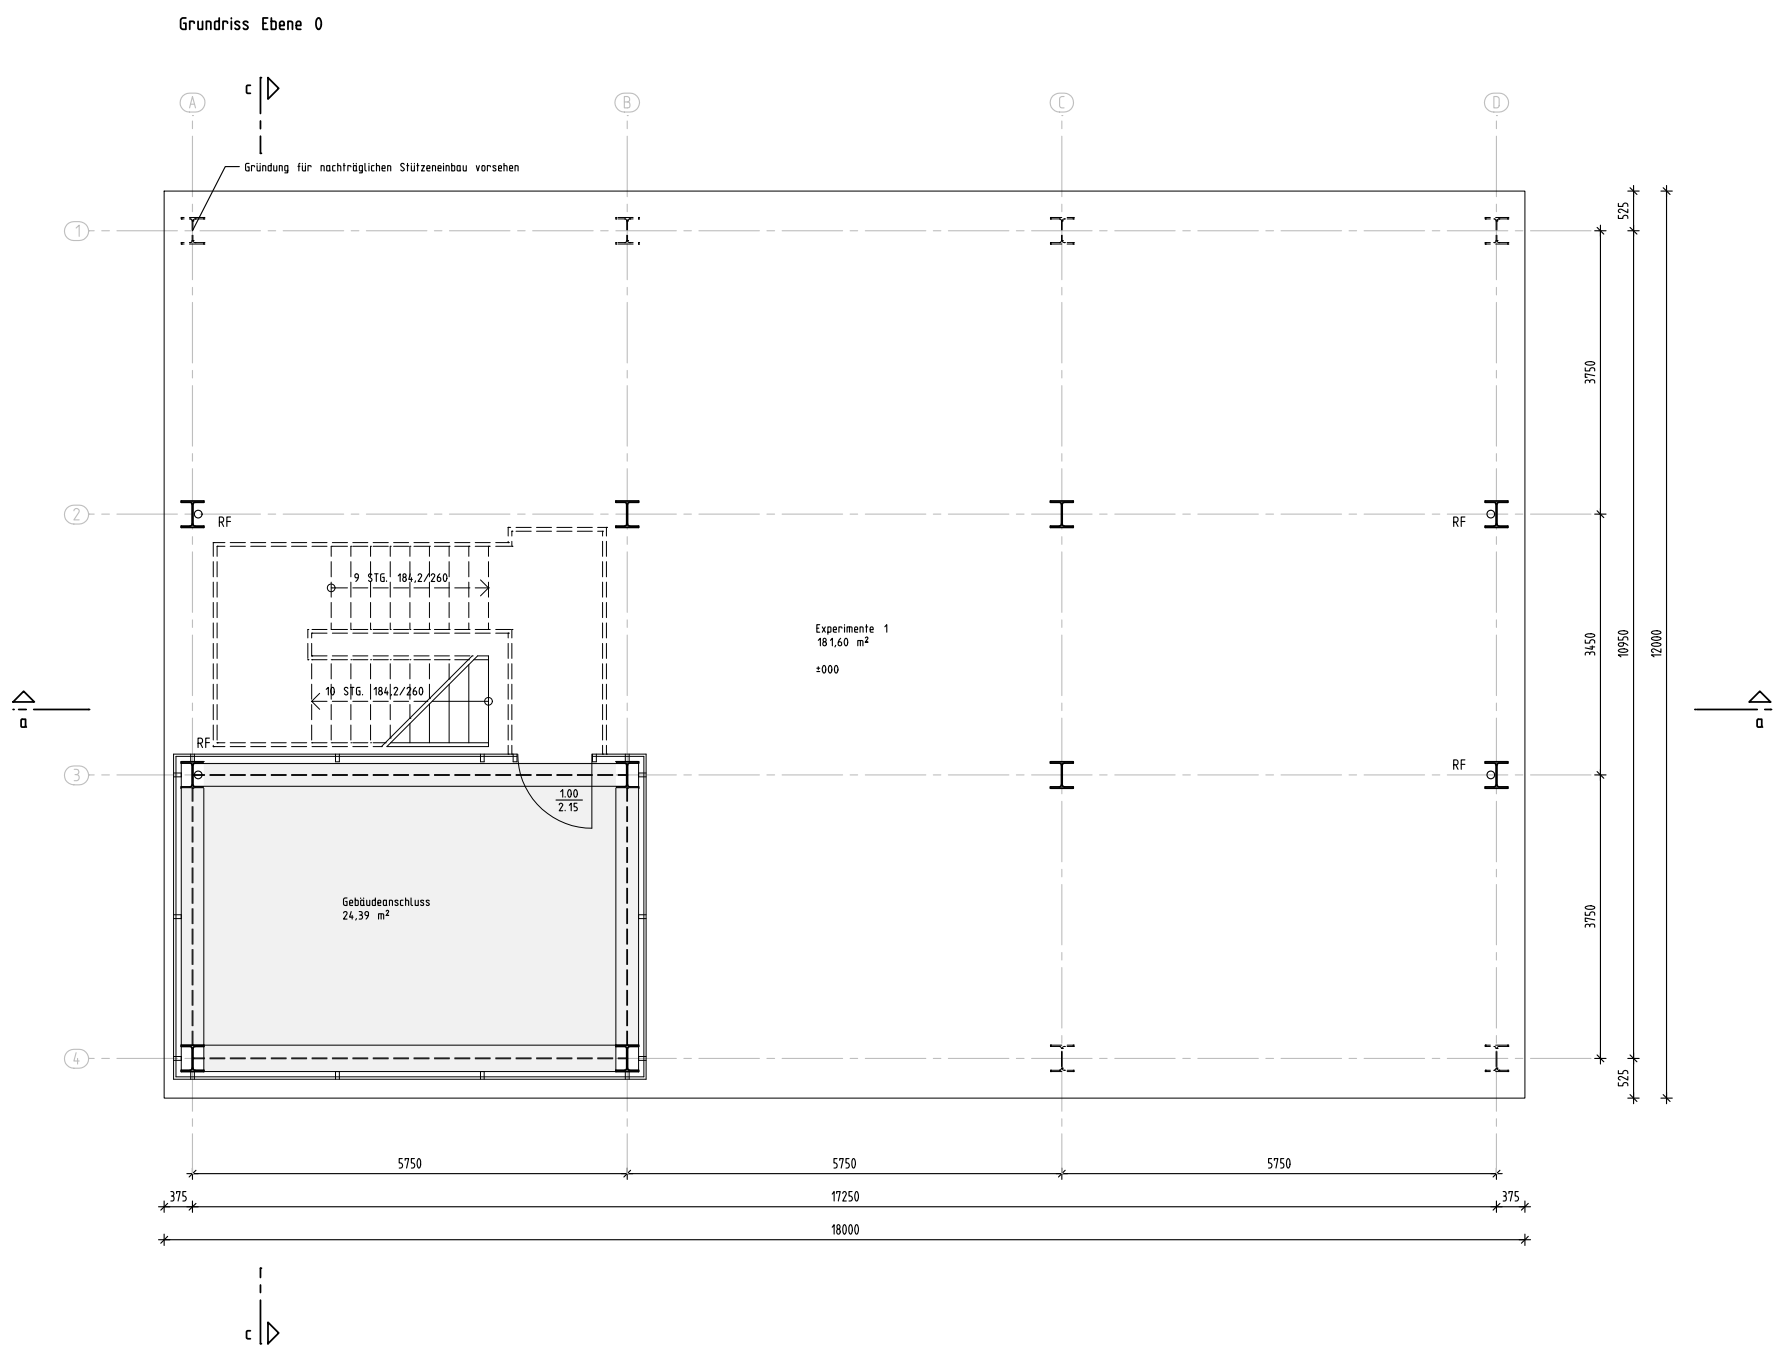 Grundriss Ebene 0
c
A B C D
Gründung für nachträglichen Stützeneinbau vorsehen
1
525
3750
2
RF
RF
9 STG. 184,2/260
Experimente 1
181,60 m²
±000
3450
10950
12000
10 STG. 184,2/260
a
a
RF
RF
3
1.00
2.15
Gebäudeanschluss
24,39 m²
3750
4
525
5750 5750 5750
375 17250 375
18000
c